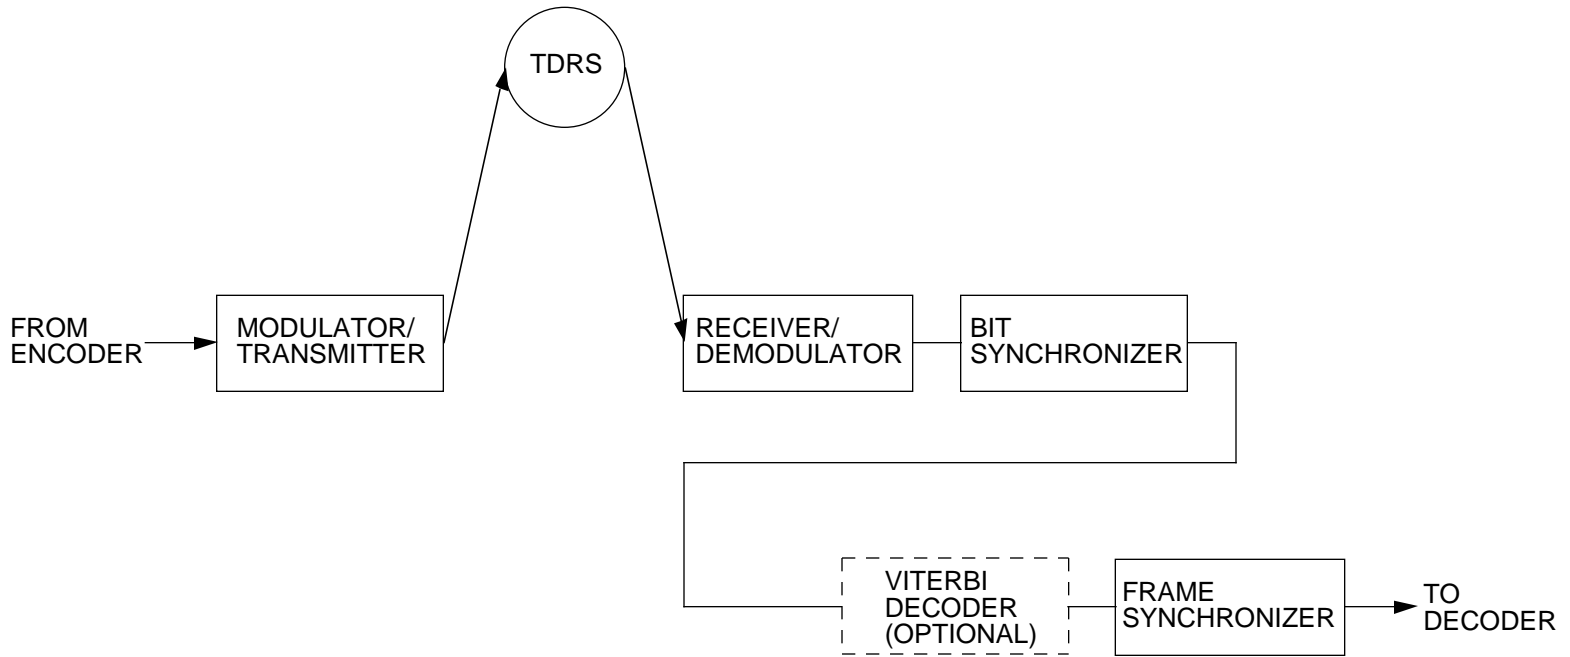 TDRS
FROM
ENCODER
MODULATOR/
TRANSMITTER
RECEIVER/
DEMODULATOR
BIT
SYNCHRONIZER
VITERBI
DECODER
(OPTIONAL)
FRAME
SYNCHRONIZER
TO
DECODER